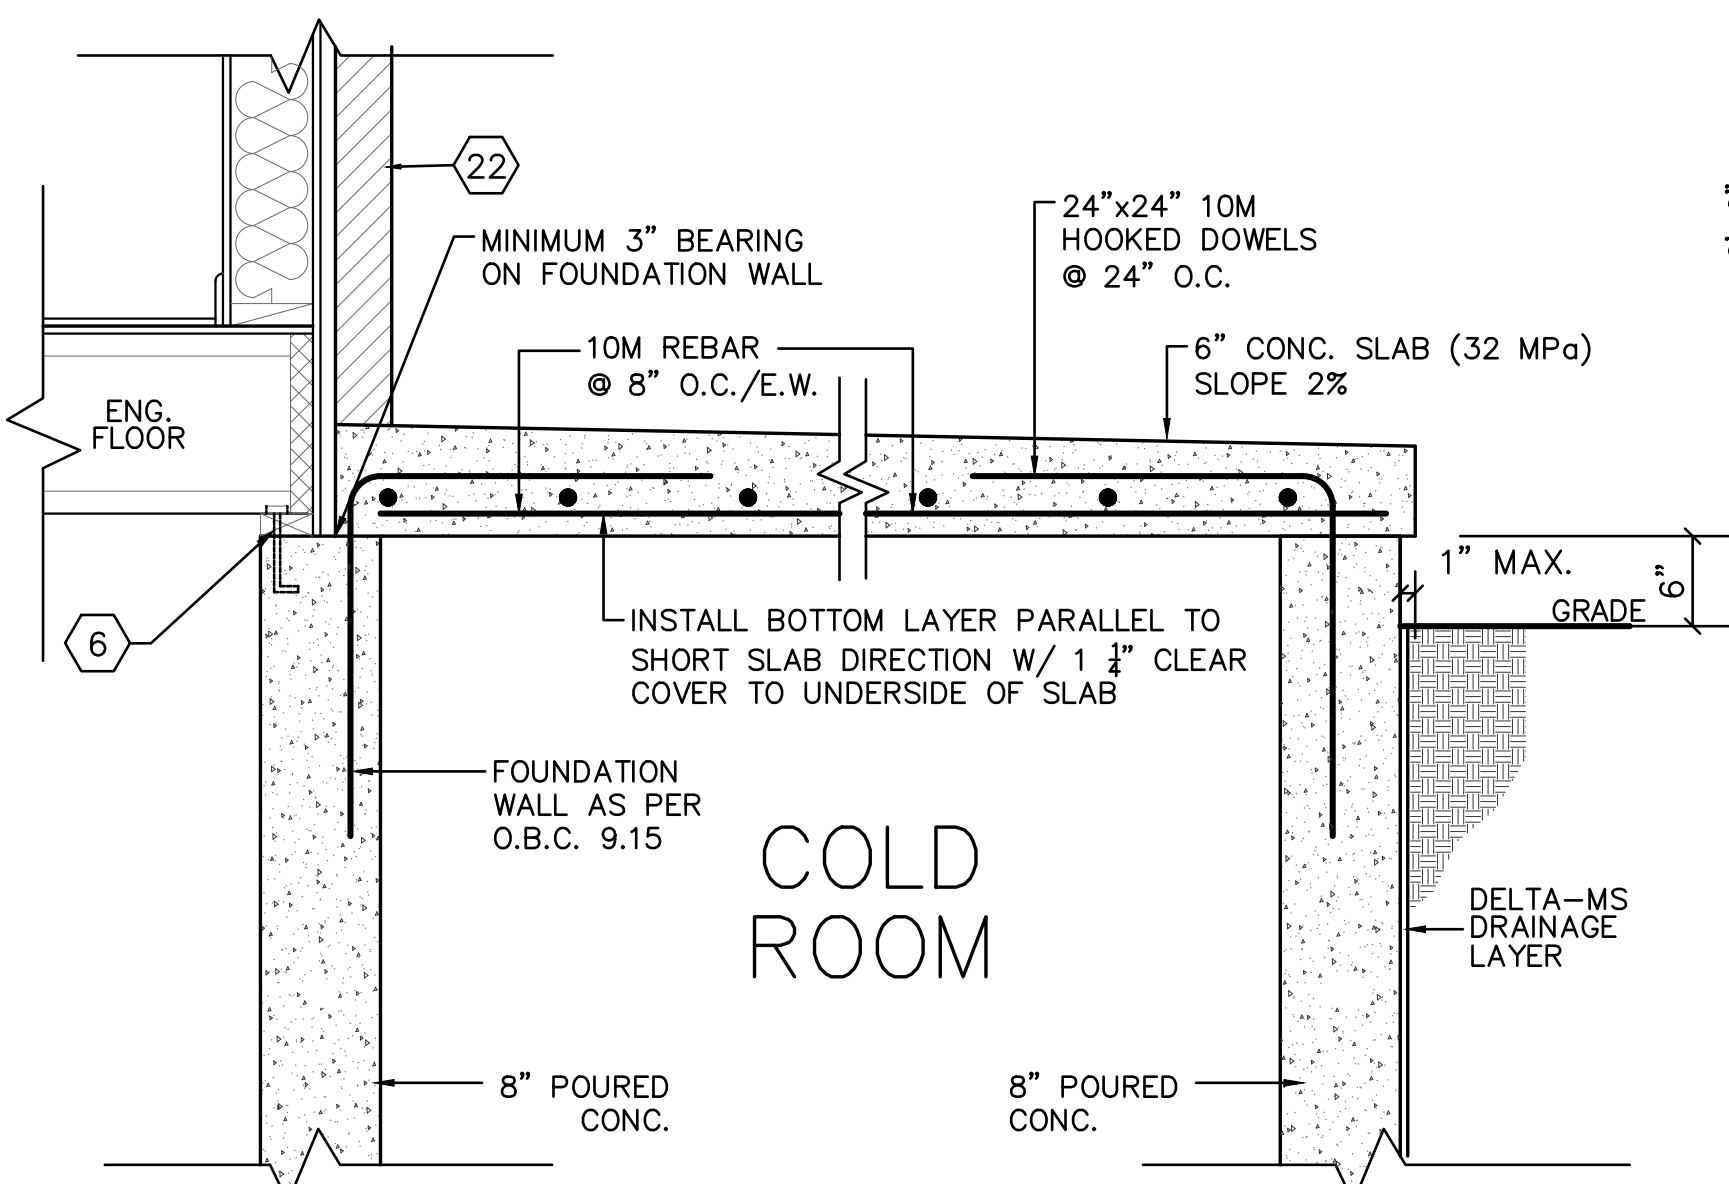 22
MINIMUM 3" BEARING
ON FOUNDATION WALL
24"x24" 10M
HOOKED DOWELS
@ 24" O.C.
10M REBAR
@ 8" O.C./E.W.
6" CONC. SLAB (32 MPa)
SLOPE 2%
ENG.
FLOOR
1" MAX.
6"
GRADE
6
INSTALL BOTTOM LAYER PARALLEL TO
SHORT SLAB DIRECTION W/ 1 1/4" CLEAR
COVER TO UNDERSIDE OF SLAB
FOUNDATION
WALL AS PER
O.B.C. 9.15
COLD
ROOM
DELTA-MS
DRAINAGE
LAYER
8" POURED
CONC.
8" POURED
CONC.